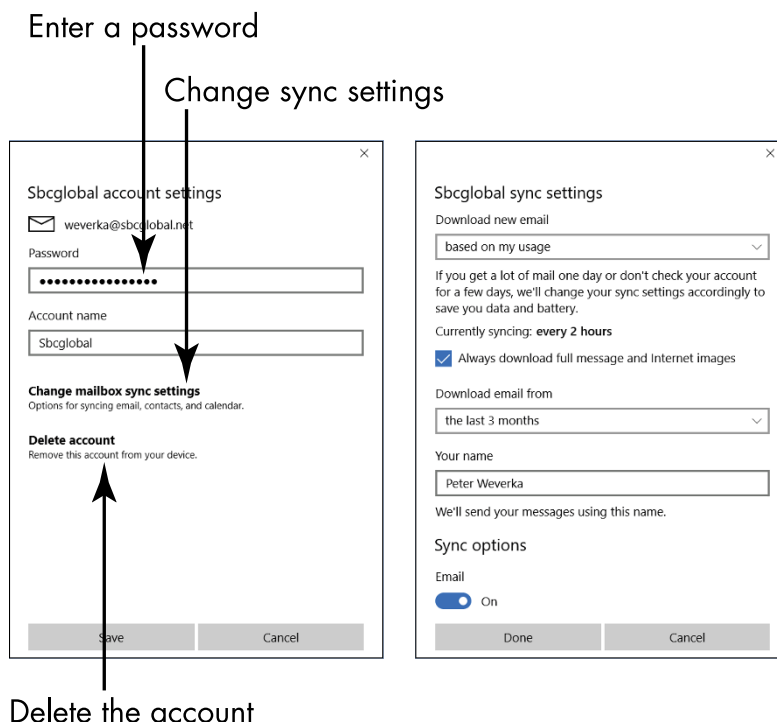 Enter a password
Change sync settings
Sbcglobal account settings
weverka@sbcglobal.net
Password
●●●●●●●●●●●●●●●●
Account name
Sbcglobal
Change mailbox sync settings
Options for syncing email, contacts, and calendar.
Delete account
Remove this account from your device.
Save
Cancel
Sbcglobal sync settings
Download new email
based on my usage
If you get a lot of mail one day or don't check your account
for a few days, we'll change your sync settings accordingly to
save you data and battery.
Currently syncing: every 2 hours
Always download full message and Internet images
Download email from
the last 3 months
Your name
Peter Weverka
We'll send your messages using this name.
Sync options
Email
On
Done
Cancel
Delete the account